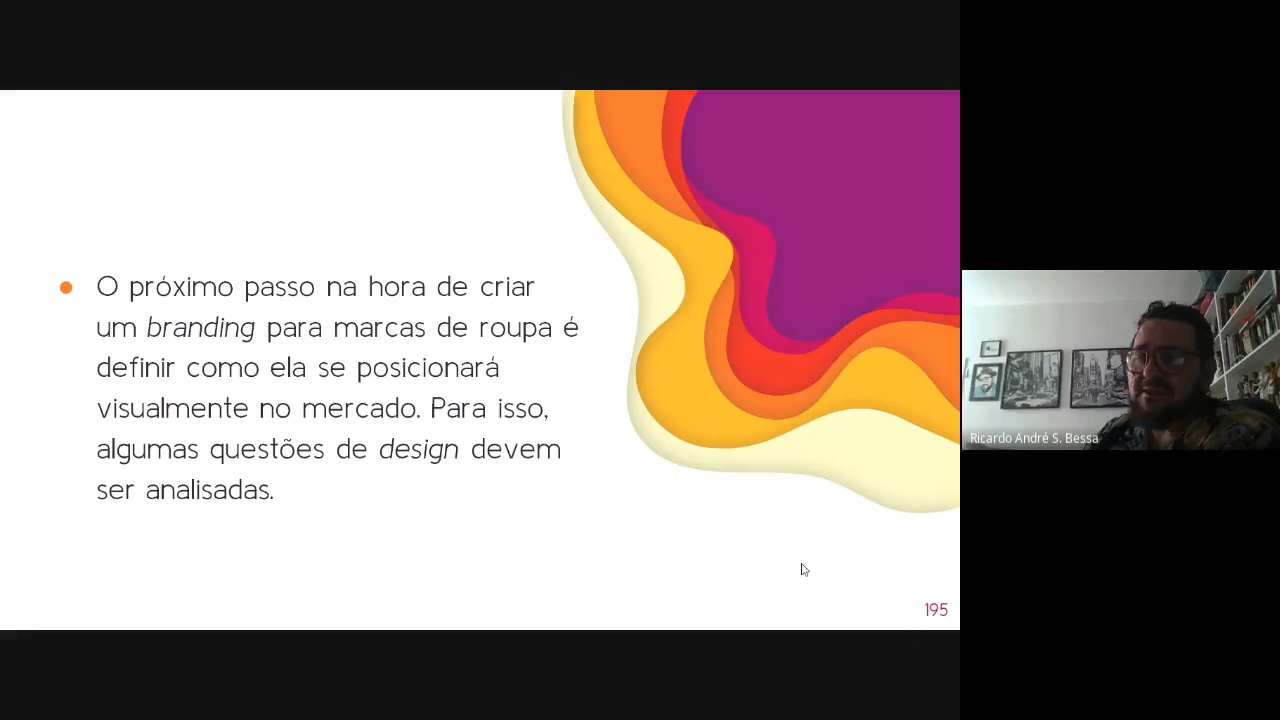 O próximo passo na hora de criar
um branding para marcas de roupa é
definir como ela se posicionará
visualmente no mercado. Para isso,
algumas questões de design devem
ser analisadas.
195
Ricardo André S. Bessa